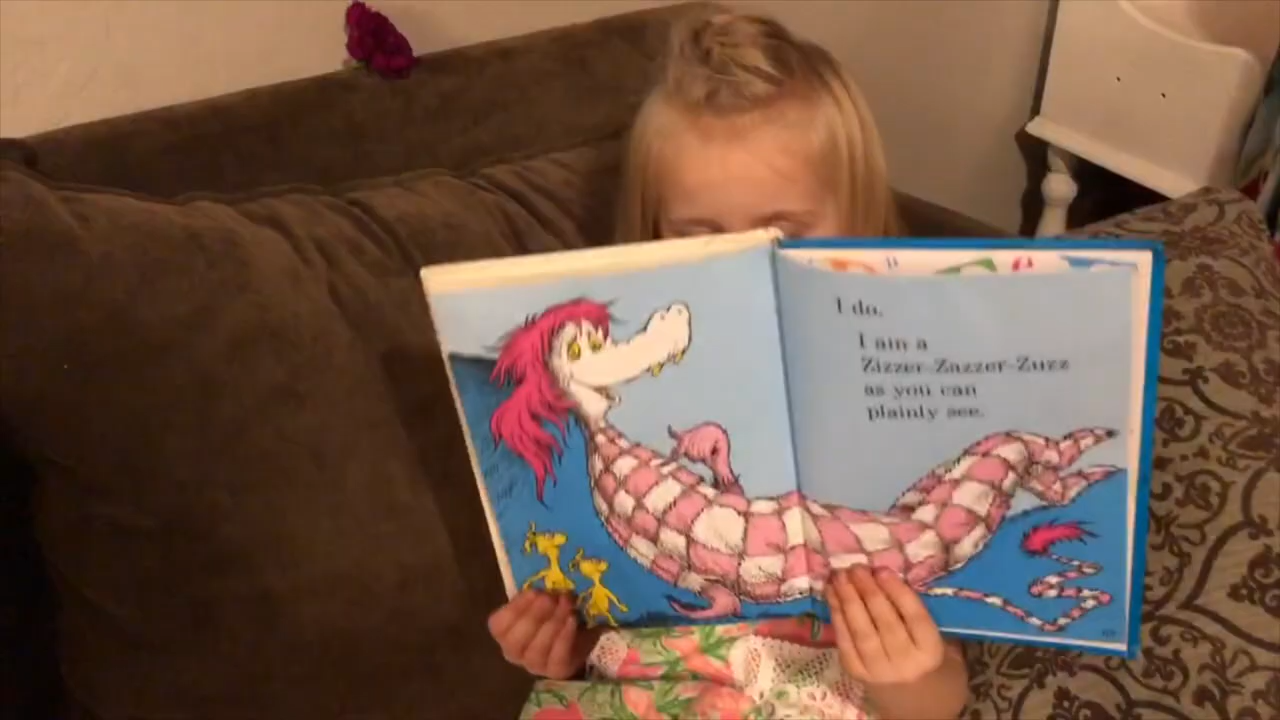 I do.
I am a
Zizzer-Zazzer-Zuzz
as you can
plainly see.